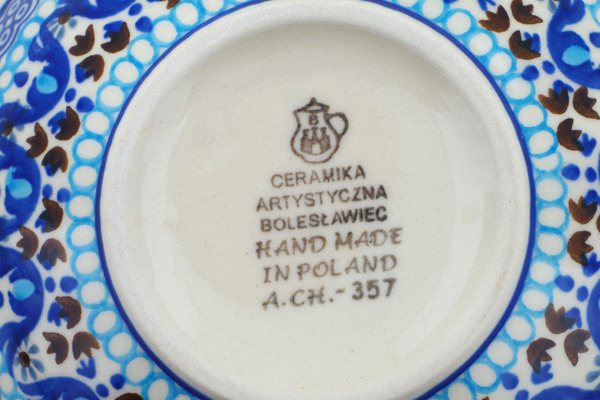 B
CERAMIKA
ARTYSTYCZNA
BOLESŁAWIEC
HAND MADE
IN POLAND
A.CH.-357